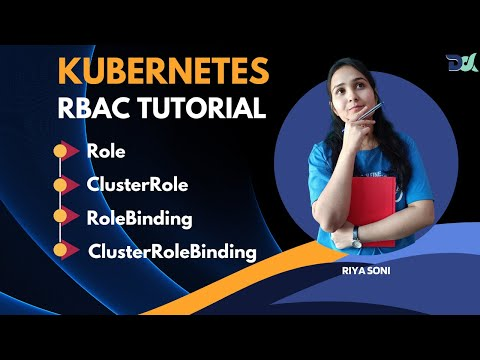 KUBERNETES
RBAC TUTORIAL
Role
ClusterRole
RoleBinding
ClusterRoleBinding
RIYA SONI